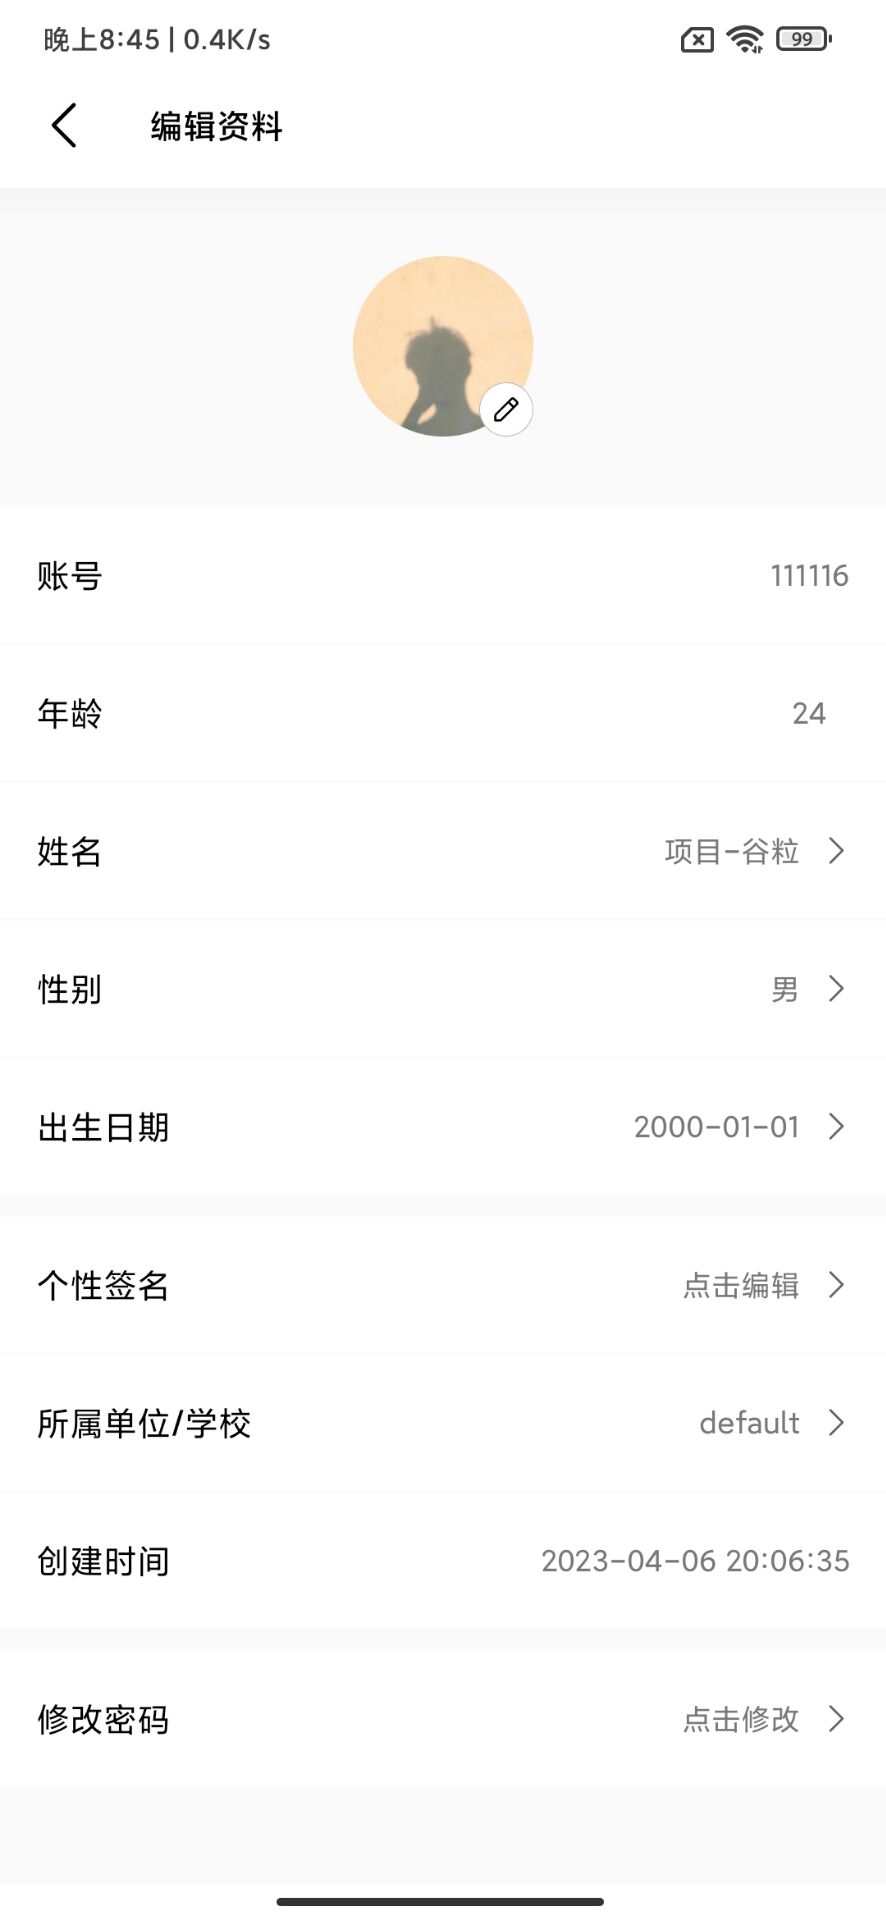 晚上8:45 | 0.4K/s
99
编辑资料
账号 111116
年龄 24
姓名 项目-谷粒
性别 男
出生日期 2000-01-01
个性签名 点击编辑
所属单位/学校 default
创建时间 2023-04-06 20:06:35
修改密码 点击修改